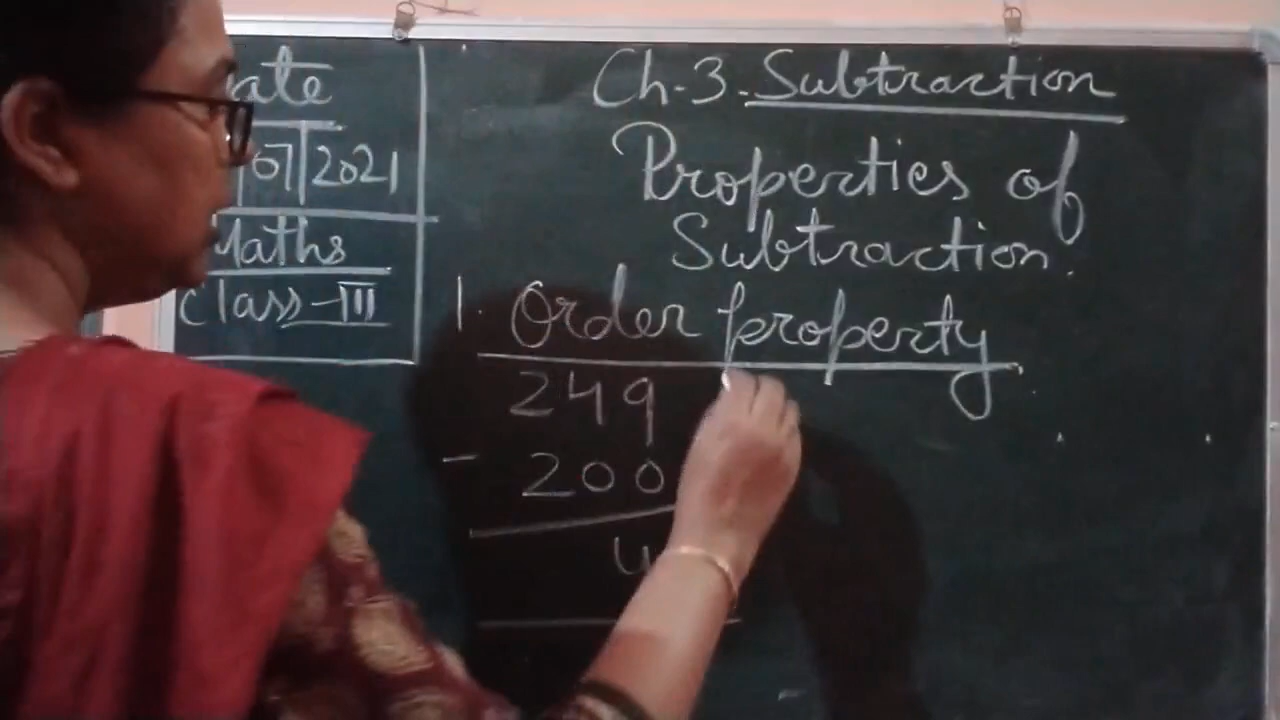 ate
07|2021
Maths
Class-III
Ch-3. Subtraction
Properties of
Subtraction.
1. Order property
249
- 200
4